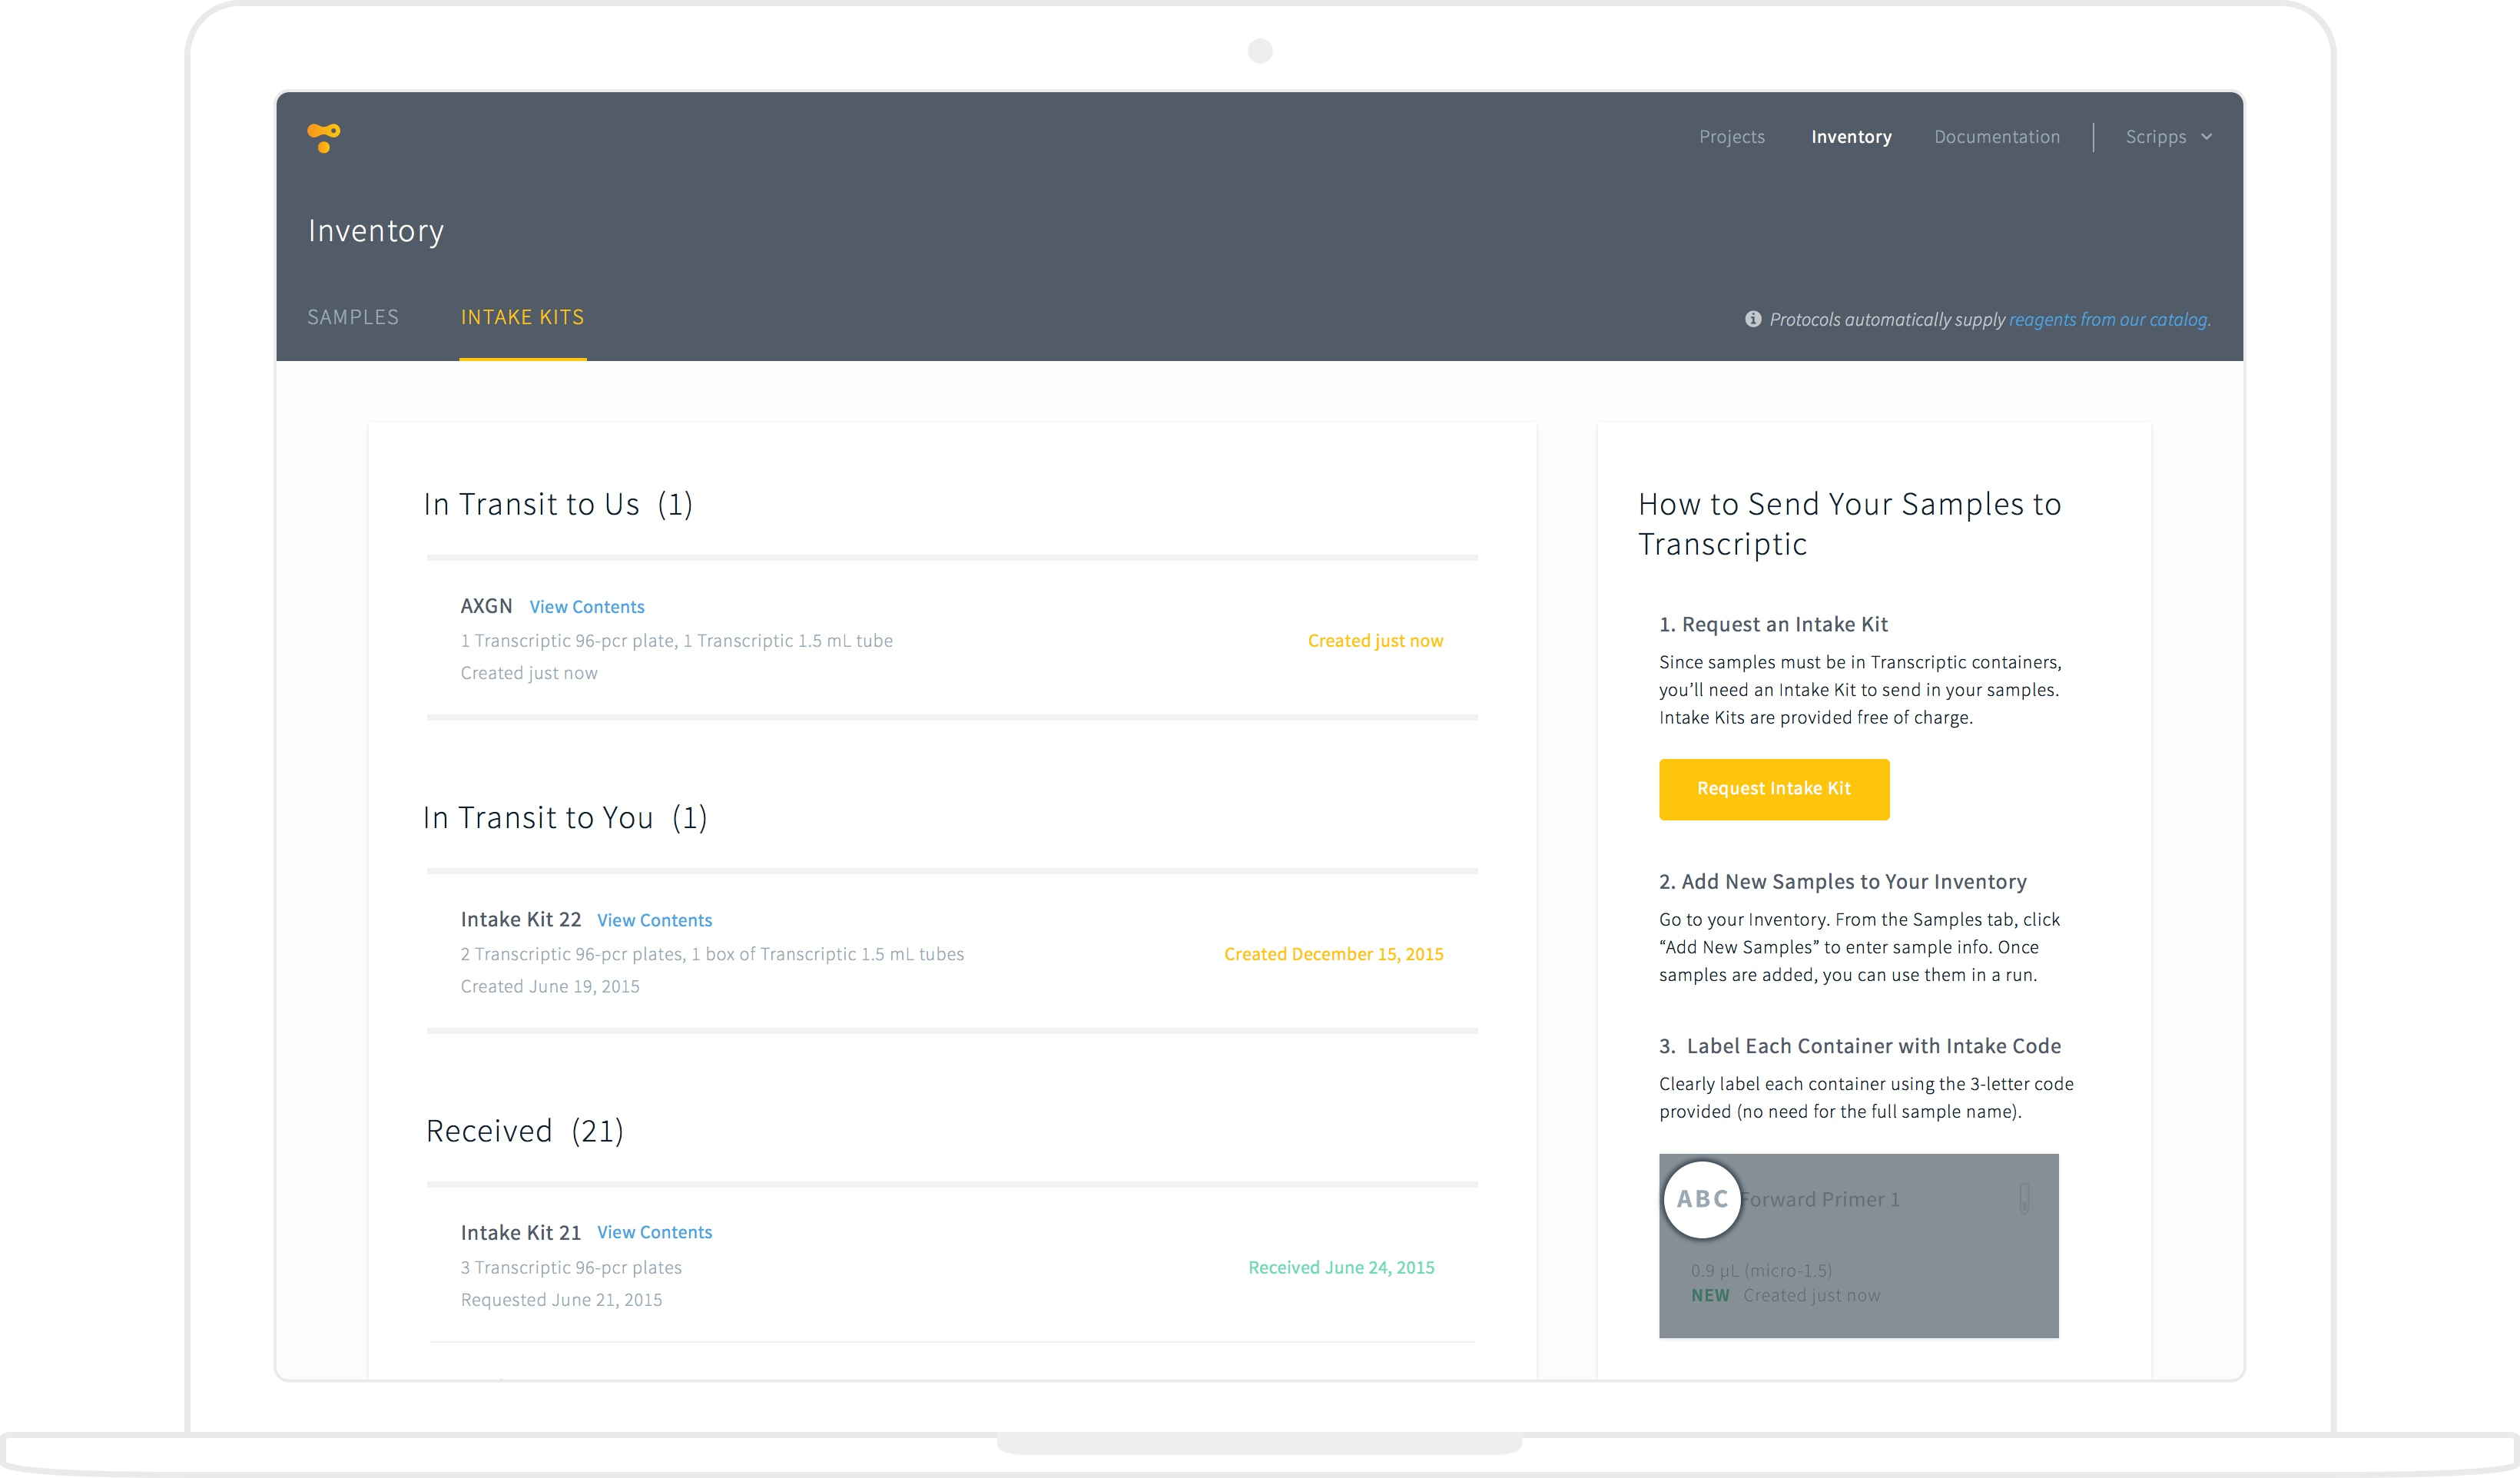 Projects Inventory Documentation Scripps
Inventory
SAMPLES INTAKE KITS Protocols automatically supply reagents from our catalog.
In Transit to Us (1)
AXGN View Contents
1 Transcriptic 96-pcr plate, 1 Transcriptic 1.5 mL tube
Created just now
Created just now
In Transit to You (1)
Intake Kit 22 View Contents
2 Transcriptic 96-pcr plates, 1 box of Transcriptic 1.5 mL tubes
Created December 15, 2015
Created June 19, 2015
Received (21)
Intake Kit 21 View Contents
3 Transcriptic 96-pcr plates
Received June 24, 2015
Requested June 21, 2015
How to Send Your Samples to
Transcriptic
1. Request an Intake Kit
Since samples must be in Transcriptic containers,
you’ll need an Intake Kit to send in your samples.
Intake Kits are provided free of charge.
Request Intake Kit
2. Add New Samples to Your Inventory
Go to your Inventory. From the Samples tab, click
“Add New Samples” to enter sample info. Once
samples are added, you can use them in a run.
3. Label Each Container with Intake Code
Clearly label each container using the 3-letter code
provided (no need for the full sample name).
ABC Forward Primer 1
0.9 µL (micro-1.5)
NEW Created just now